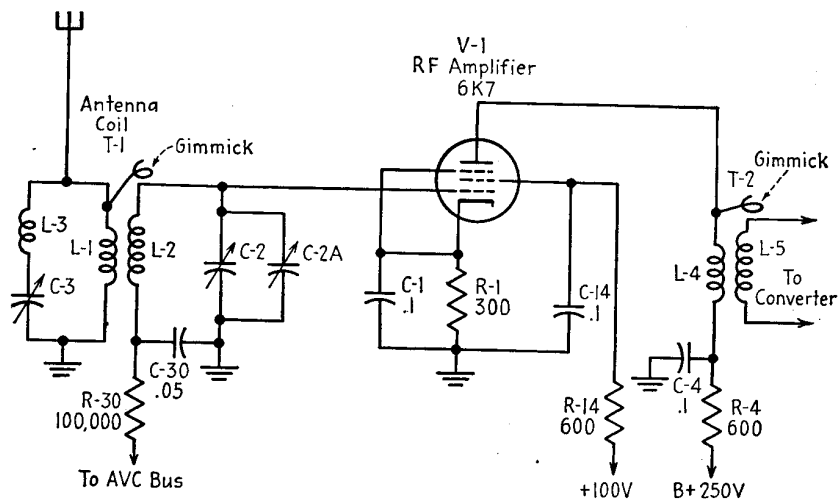 V-1
RF Amplifier
6K7
Antenna
Coil
T-1
Gimmick
L-3
C-3
L-1
L-2
C-2
C-2A
C-30
.05
R-30
100,000
To AVC Bus
C-1
.1
R-1
300
C-14
.1
R-14
600
+100V
T-2
Gimmick
L-4
L-5
To
Converter
C-4
.1
R-4
600
B+250V